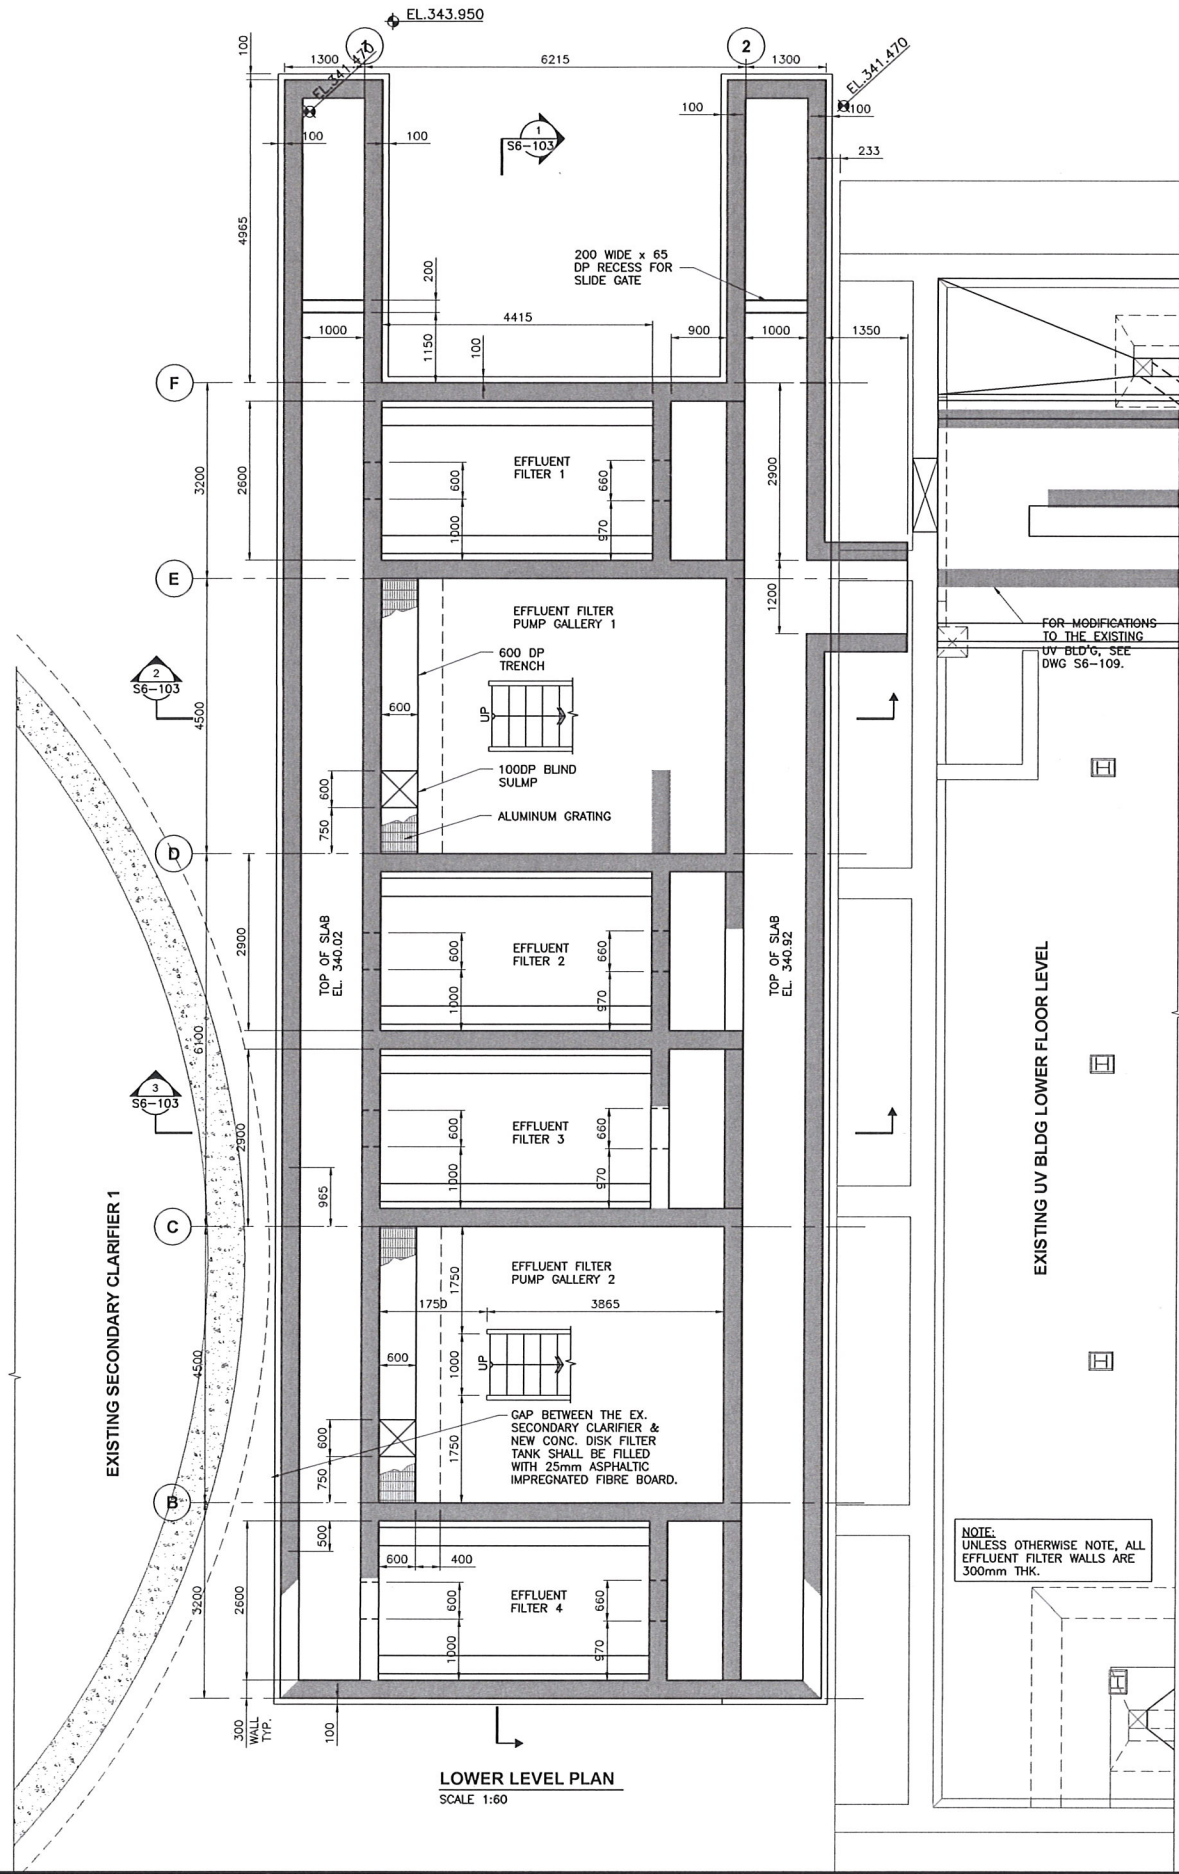 EL.343.950
1
2
100
1300
6215
1300
EL.341.470
EL.341.470
100
100
100
100
1
S6-103
233
4965
200 WIDE x 65
DP RECESS FOR
SLIDE GATE
200
4415
1000
1150
100
900
1000
1350
F
3200
2600
EFFLUENT
FILTER 1
600
1000
660
970
2900
E
1200
EFFLUENT FILTER
PUMP GALLERY 1
FOR MODIFICATIONS
TO THE EXISTING
UV BLD'G, SEE
DWG S6-109.
600 DP
TRENCH
2
S6-103
4500
600
UP
100DP BLIND
SULMP
600
750
ALUMINUM GRATING
D
2900
TOP OF SLAB
EL. 340.02
EFFLUENT
FILTER 2
600
1000
660
970
TOP OF SLAB
EL. 340.92
EXISTING UV BLDG LOWER FLOOR LEVEL
6100
3
S6-103
2900
EFFLUENT
FILTER 3
600
1000
660
970
965
EXISTING SECONDARY CLARIFIER 1
C
EFFLUENT FILTER
PUMP GALLERY 2
1750
1750
3865
4500
600
UP
1000
1750
GAP BETWEEN THE EX.
SECONDARY CLARIFIER &
NEW CONC. DISK FILTER
TANK SHALL BE FILLED
WITH 25mm ASPHALTIC
IMPREGNATED FIBRE BOARD.
600
750
B
500
600
400
NOTE:
UNLESS OTHERWISE NOTE, ALL
EFFLUENT FILTER WALLS ARE
300mm THK.
3200
2600
EFFLUENT
FILTER 4
600
1000
660
970
300
WALL
TYP.
100
LOWER LEVEL PLAN
SCALE 1:60